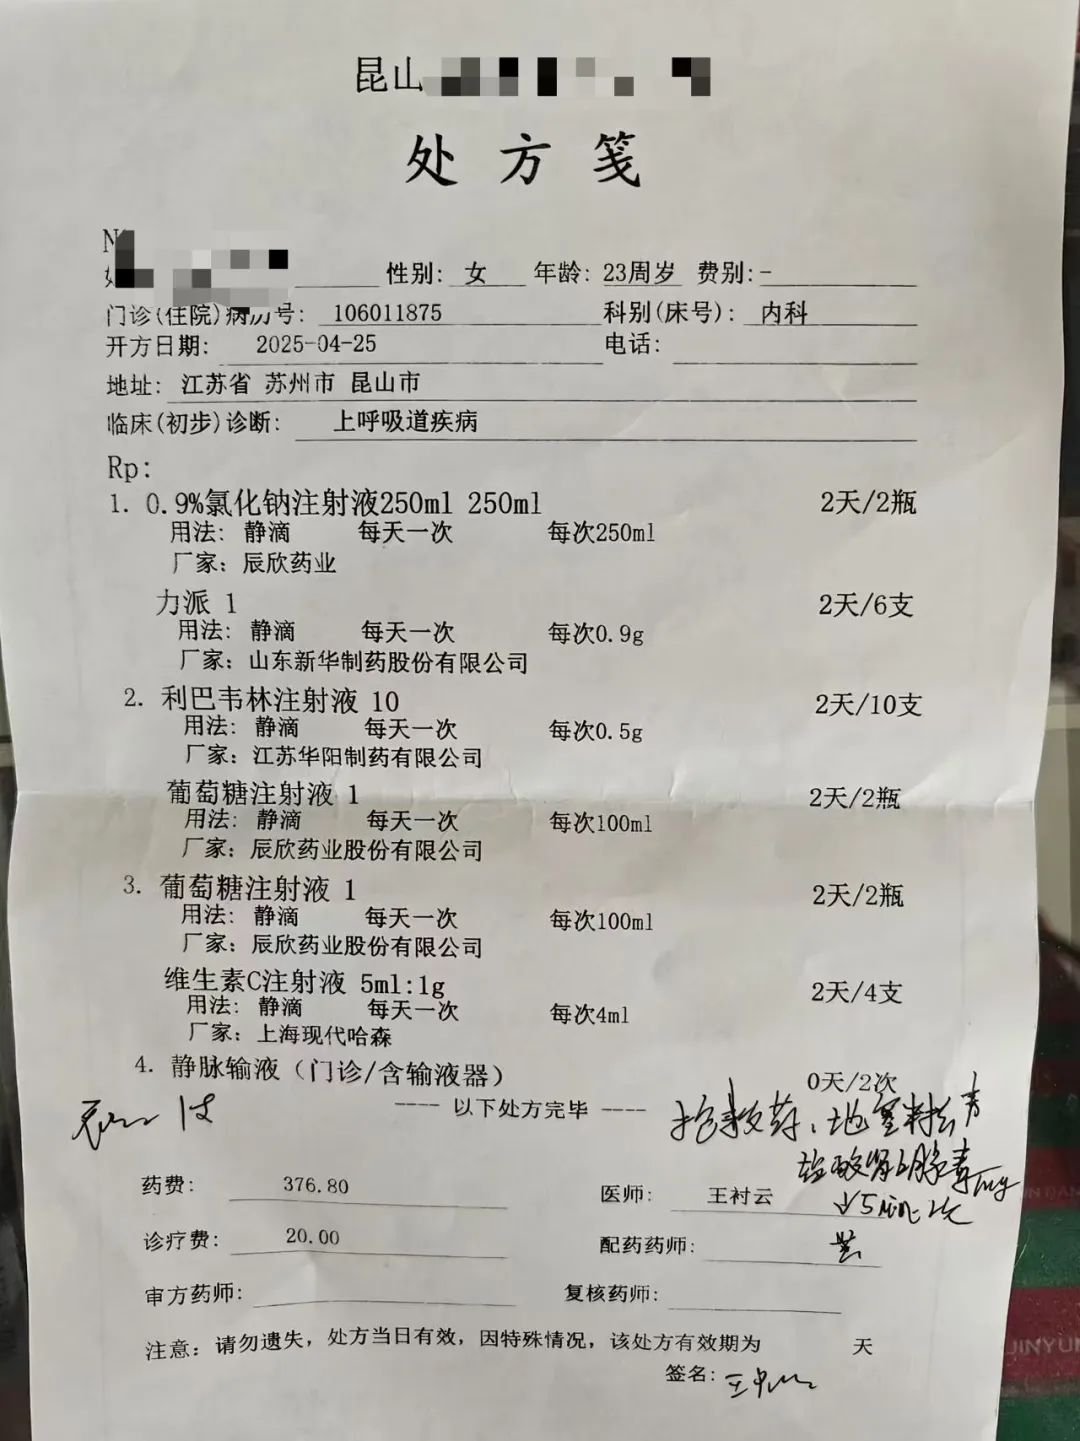 昆山
处方笺
性别: 女 年龄: 23周岁 费别:-
门诊(住院)病历号: 106011875 科别(床号): 内科
开方日期: 2025-04-25 电话:
地址: 江苏省 苏州市 昆山市
临床(初步)诊断: 上呼吸道疾病
Rp:
1. 0.9%氯化钠注射液250ml 250ml 2天/2瓶
用法: 静滴 每天一次 每次250ml
厂家: 辰欣药业
力派 1 2天/6支
用法: 静滴 每天一次 每次0.9g
厂家: 山东新华制药股份有限公司
2. 利巴韦林注射液 10 2天/10支
用法: 静滴 每天一次 每次0.5g
厂家: 江苏华阳制药有限公司
葡萄糖注射液 1 2天/2瓶
用法: 静滴 每天一次 每次100ml
厂家: 辰欣药业股份有限公司
3. 葡萄糖注射液 1 2天/2瓶
用法: 静滴 每天一次 每次100ml
厂家: 辰欣药业股份有限公司
维生素C注射液 5ml:1g 2天/4支
用法: 静滴 每天一次 每次4ml
厂家: 上海现代哈森
4. 静脉输液（门诊/含输液器） 0天/2次
---- 以下处方完毕 ----
抢救药: 地塞米松
盐酸肾上腺素 1mg
药费: 376.80 医师: 王衬云
诊疗费: 20.00 配药药师:
审方药师: 复核药师:
注意: 请勿遗失, 处方当日有效, 因特殊情况, 该处方有效期为 天
签名:
JINYU